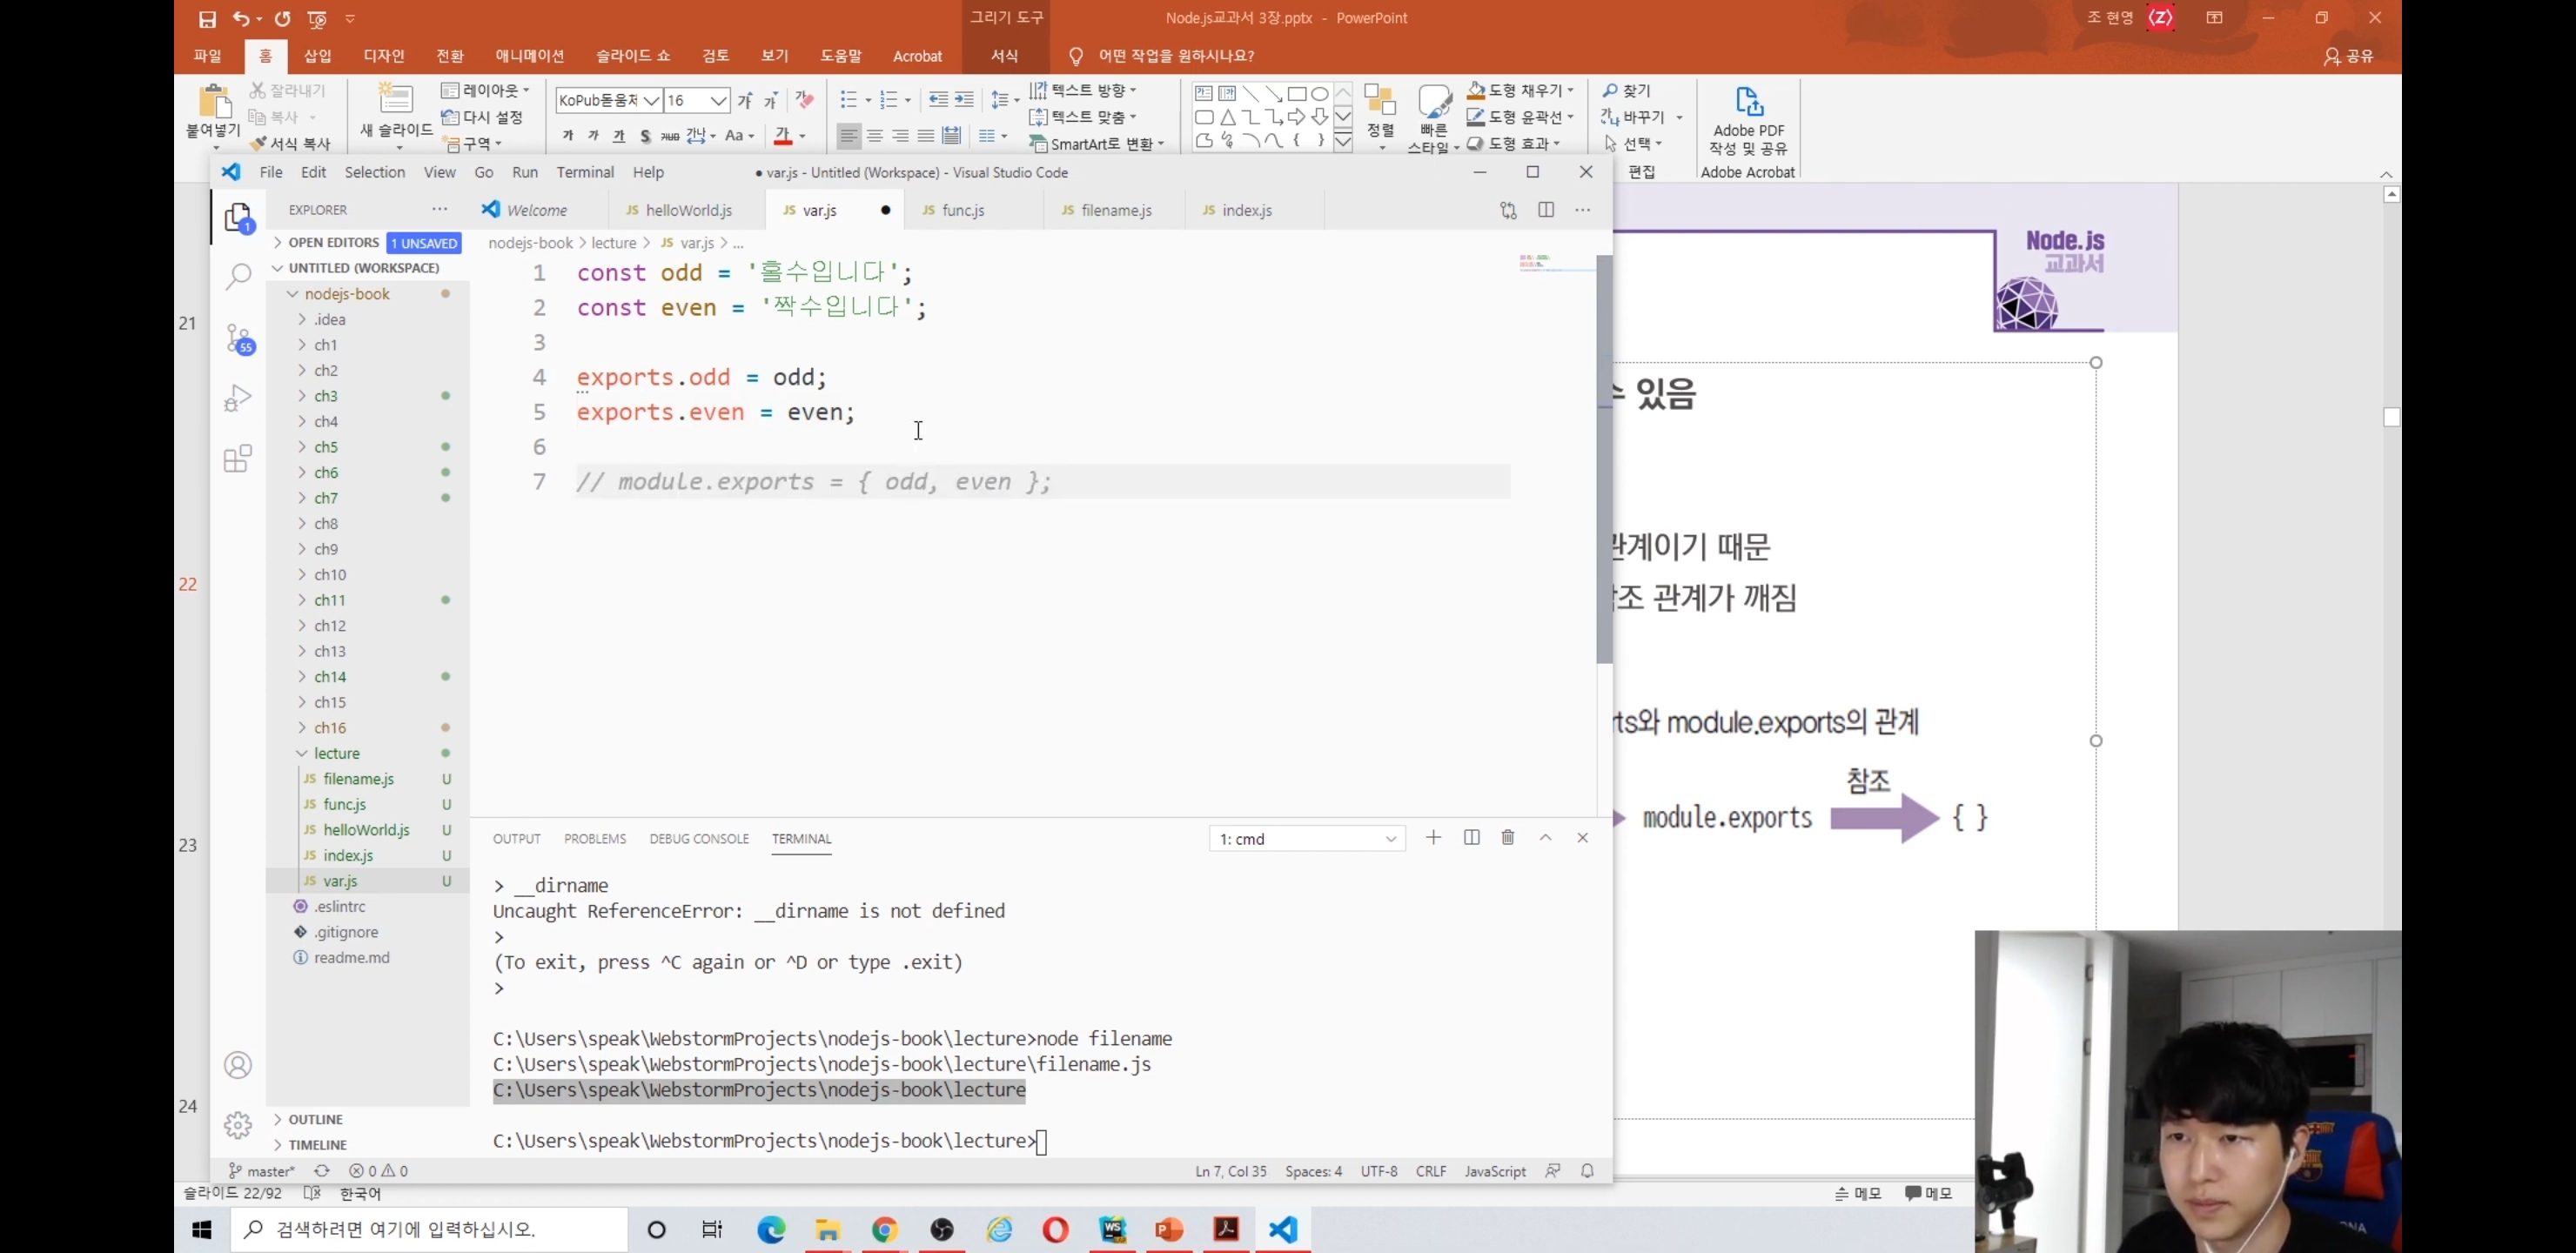 그리기 도구
Node.js교과서 3장.pptx - PowerPoint
조 현영
파일 홈 삽입 디자인 전환 애니메이션 슬라이드 쇼 검토 보기 도움말 Acrobat 서식 어떤 작업을 원하시나요? 공유
붙여넣기
잘라내기
복사
서식 복사
새 슬라이드
레이아웃
다시 설정
구역
16
텍스트 방향
텍스트 맞춤
SmartArt로 변환
정렬
빠른
스타일
도형 채우기
도형 윤곽선
도형 효과
찾기
바꾸기
선택
편집
Adobe PDF
작성 및 공유
Adobe Acrobat
File Edit Selection View Go Run Terminal Help
● var.js - Untitled (Workspace) - Visual Studio Code
EXPLORER
OPEN EDITORS 1 UNSAVED
UNTITLED (WORKSPACE)
nodejs-book
.idea
ch1
ch2
ch3
ch4
ch5
ch6
ch7
ch8
ch9
ch10
ch11
ch12
ch13
ch14
ch15
ch16
lecture
JS filename.js U
JS func.js U
JS helloWorld.js U
JS index.js U
JS var.js U
.eslintrc
.gitignore
readme.md
OUTLINE
TIMELINE
1
55
Welcome JS helloWorld.js JS var.js JS func.js JS filename.js JS index.js
nodejs-book > lecture > JS var.js > ...
1 const odd = '홀수입니다';
2 const even = '짝수입니다';
3
4 exports.odd = odd;
5 exports.even = even;
6
7 // module.exports = { odd, even };
OUTPUT PROBLEMS DEBUG CONSOLE TERMINAL 1: cmd
> __dirname
Uncaught ReferenceError: __dirname is not defined
>
(To exit, press ^C again or ^D or type .exit)
>
C:\Users\speak\WebstormProjects\nodejs-book\lecture>node filename
C:\Users\speak\WebstormProjects\nodejs-book\lecture\filename.js
C:\Users\speak\WebstormProjects\nodejs-book\lecture
C:\Users\speak\WebstormProjects\nodejs-book\lecture>
master* 0 0 Ln 7, Col 35 Spaces: 4 UTF-8 CRLF JavaScript
21
22
23
24
Node.js
교과서
수 있음
관계이기 때문
참조 관계가 깨짐
rts와 module.exports의 관계
참조
module.exports { }
슬라이드 22/92 한국어 메모 메모
검색하려면 여기에 입력하십시오.